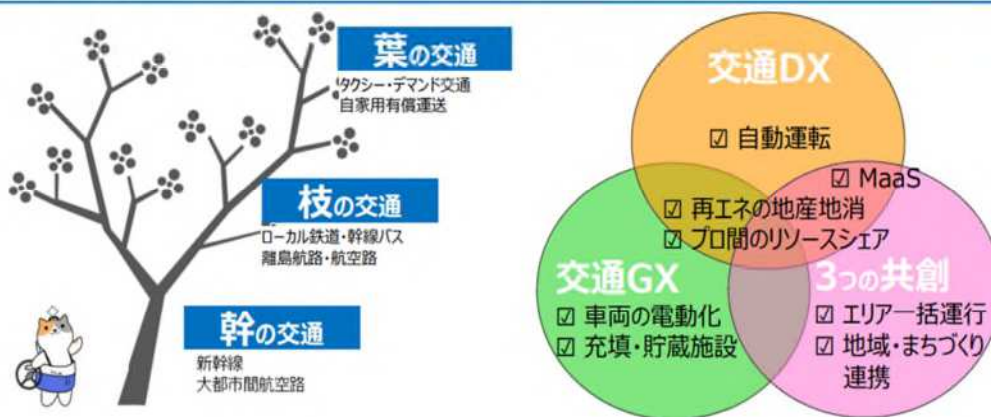 葉の交通
タクシー・デマンド交通
自家用有償運送
枝の交通
ローカル鉄道・幹線バス
離島航路・航空路
幹の交通
新幹線
大都市間航空路
交通DX
☑ 自動運転
☑ MaaS
☑ 再エネの地産地消
☑ プロ間のリソースシェア
交通GX
☑ 車両の電動化
☑ 充填・貯蔵施設
3つの共創
☑ エリア一括運行
☑ 地域・まちづくり
連携